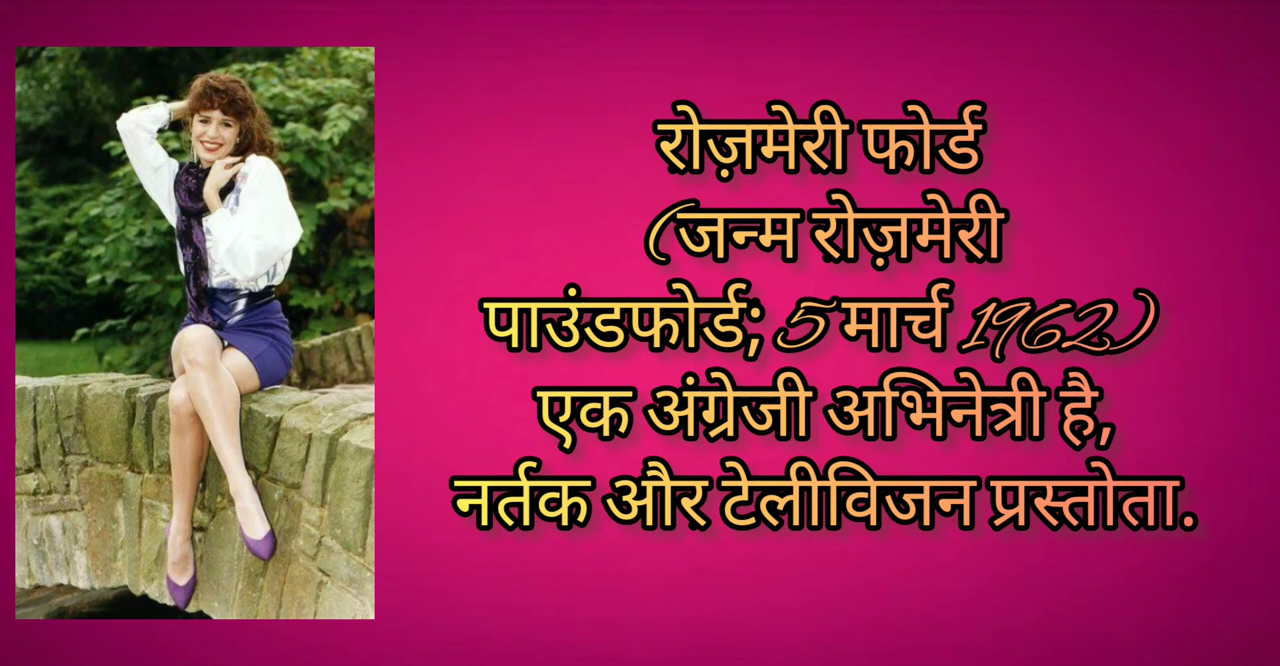 रोज़मेरी फोर्ड
(जन्म रोज़मेरी
पाउंडफोर्ड; 5 मार्च 1962)
एक अंग्रेजी अभिनेत्री है,
नर्तक और टेलीविजन प्रस्तोता.